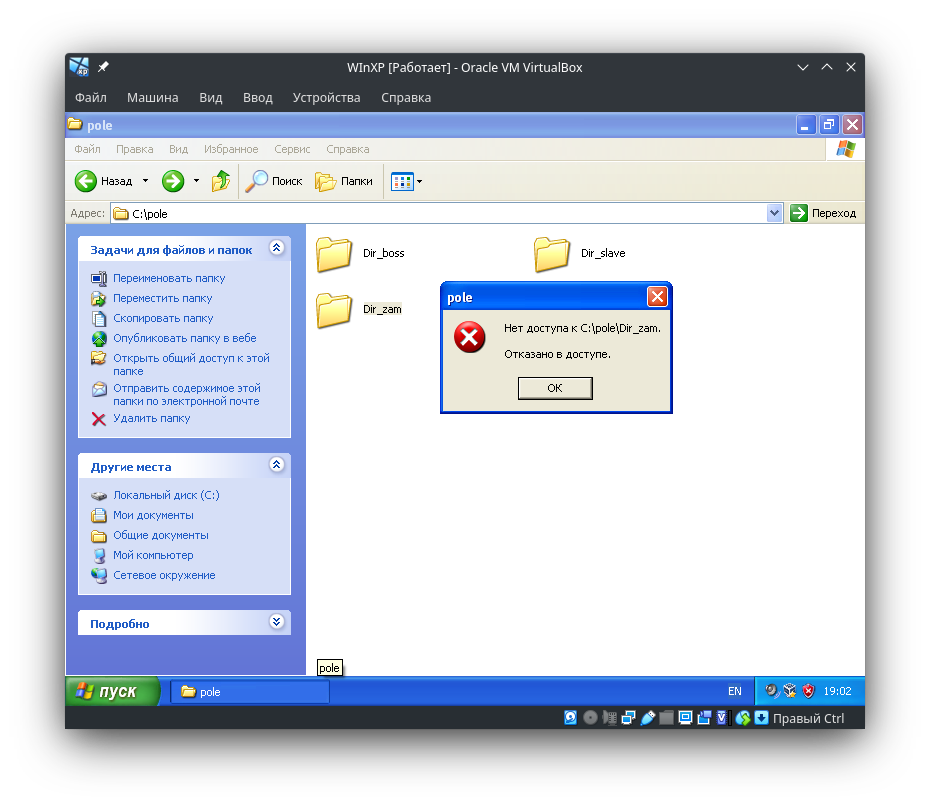 WInXP [Работает] - Oracle VM VirtualBox
Файл Машина Вид Ввод Устройства Справка
pole
Файл Правка Вид Избранное Сервис Справка
Назад Поиск Папки
Адрес: C:\pole Переход
Задачи для файлов и папок
Переименовать папку
Переместить папку
Скопировать папку
Опубликовать папку в вебе
Открыть общий доступ к этой
папке
Отправить содержимое этой
папки по электронной почте
Удалить папку
Другие места
Локальный диск (C:)
Мои документы
Общие документы
Мой компьютер
Сетевое окружение
Подробно
Dir_boss Dir_slave
Dir_zam
pole
Нет доступа к C:\pole\Dir_zam.
Отказано в доступе.
OK
pole
пуск pole EN 19:02
Правый Ctrl